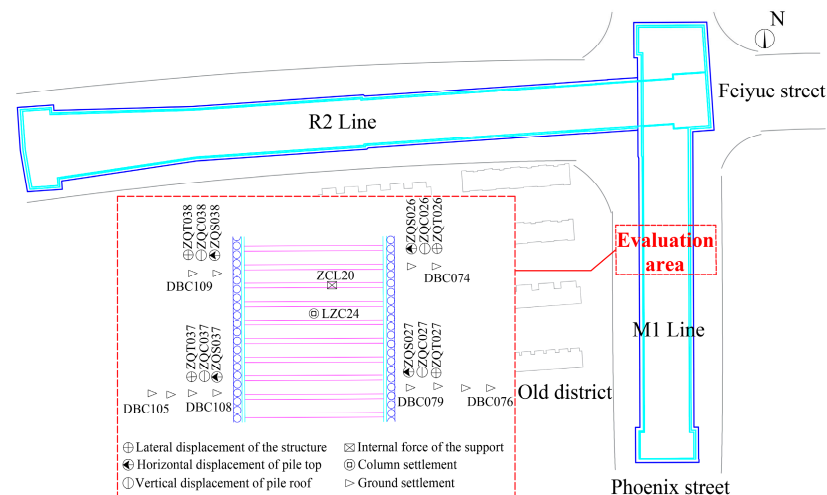 N
Feiyue street
R2 Line
ZQT038
ZQC038
ZQS038
ZQS026
ZQC026
ZQT026
Evaluation
area
ZCL20
DBC109
DBC074
LZC24
M1 Line
ZQT037
ZQC037
ZQS037
ZQS027
ZQC027
ZQT027
Old district
DBC105
DBC108
DBC079
DBC076
Lateral displacement of the structure
Internal force of the support
Horizontal displacement of pile top
Column settlement
Vertical displacement of pile roof
Ground settlement
Phoenix street